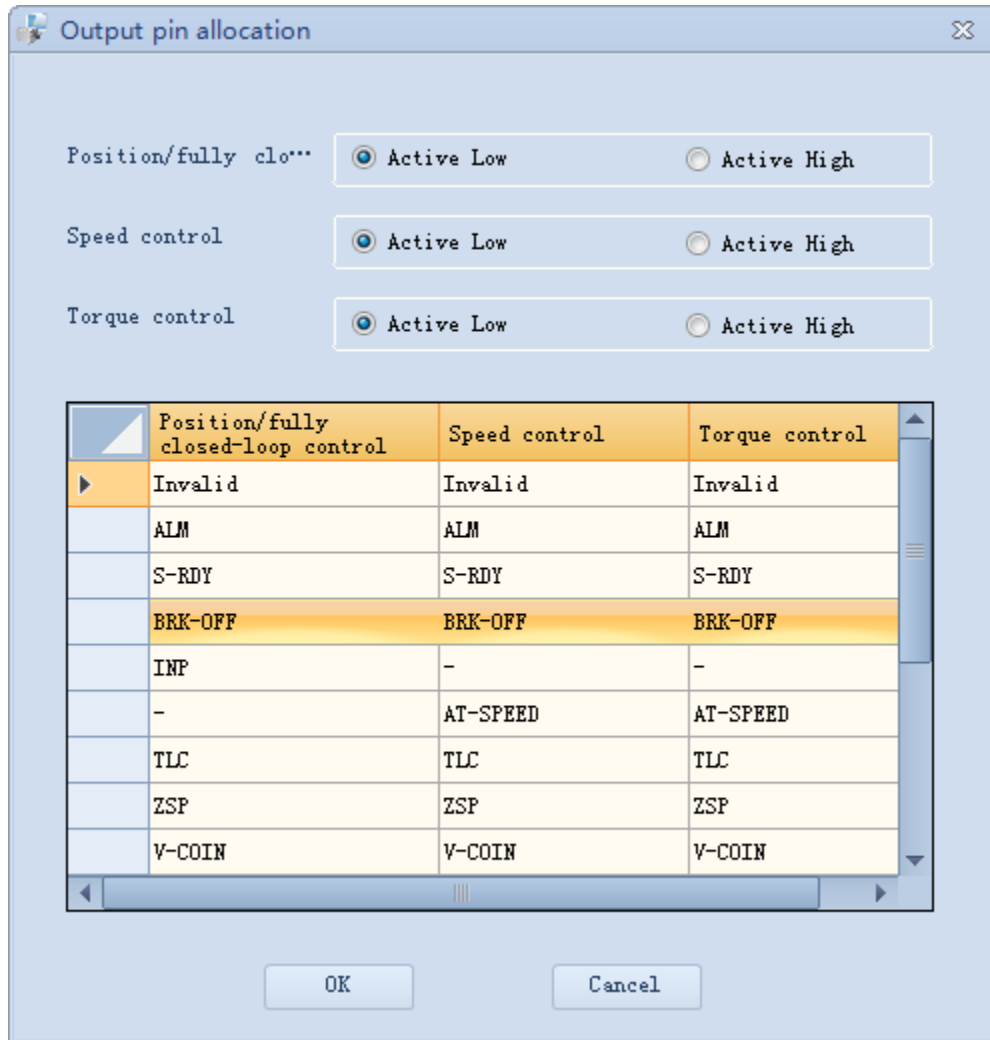 Output pin allocation
Position/fully clo…
Active Low
Active High
Speed control
Active Low
Active High
Torque control
Active Low
Active High
Position/fully
closed-loop control
Speed control
Torque control
Invalid Invalid Invalid
ALM ALM ALM
S-RDY S-RDY S-RDY
BRK-OFF BRK-OFF BRK-OFF
INP - -
- AT-SPEED AT-SPEED
TLC TLC TLC
ZSP ZSP ZSP
V-COIN V-COIN V-COIN
OK
Cancel